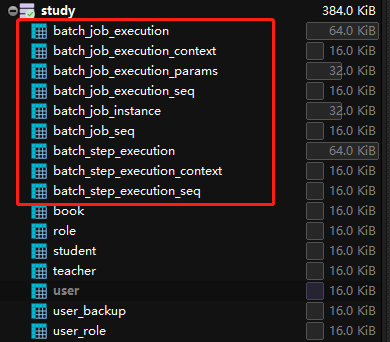 study 384.0 KiB
batch_job_execution 64.0 KiB
batch_job_execution_context 16.0 KiB
batch_job_execution_params 32.0 KiB
batch_job_execution_seq 16.0 KiB
batch_job_instance 32.0 KiB
batch_job_seq 16.0 KiB
batch_step_execution 64.0 KiB
batch_step_execution_context 16.0 KiB
batch_step_execution_seq 16.0 KiB
book 16.0 KiB
role 16.0 KiB
student 16.0 KiB
teacher 16.0 KiB
user 16.0 KiB
user_backup 16.0 KiB
user_role 16.0 KiB